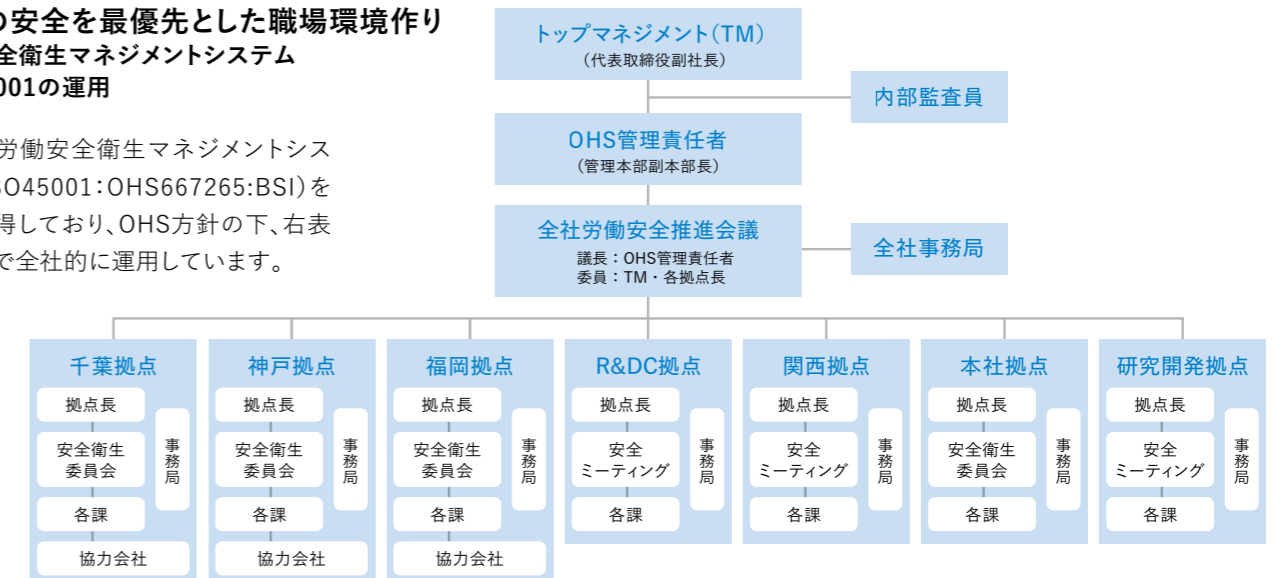 の安全を最優先とした職場環境作り
全衛生マネジメントシステム
001の運用
労働安全衛生マネジメントシス
SO45001:OHS667265:BSI)を
得しており、OHS方針の下、右表
で全社的に運用しています。
トップマネジメント(TM)
(代表取締役副社長)
内部監査員
OHS管理責任者
(管理本部副本部長)
全社労働安全推進会議
議長:OHS管理責任者
委員:TM・各拠点長
全社事務局
千葉拠点
拠点長
安全衛生
委員会
各課
協力会社
事務局
神戸拠点
拠点長
安全衛生
委員会
各課
協力会社
事務局
福岡拠点
拠点長
安全衛生
委員会
各課
協力会社
事務局
R&DC拠点
拠点長
安全
ミーティング
各課
事務局
関西拠点
拠点長
安全
ミーティング
各課
事務局
本社拠点
拠点長
安全衛生
委員会
各課
事務局
研究開発拠点
拠点長
安全
ミーティング
各課
事務局